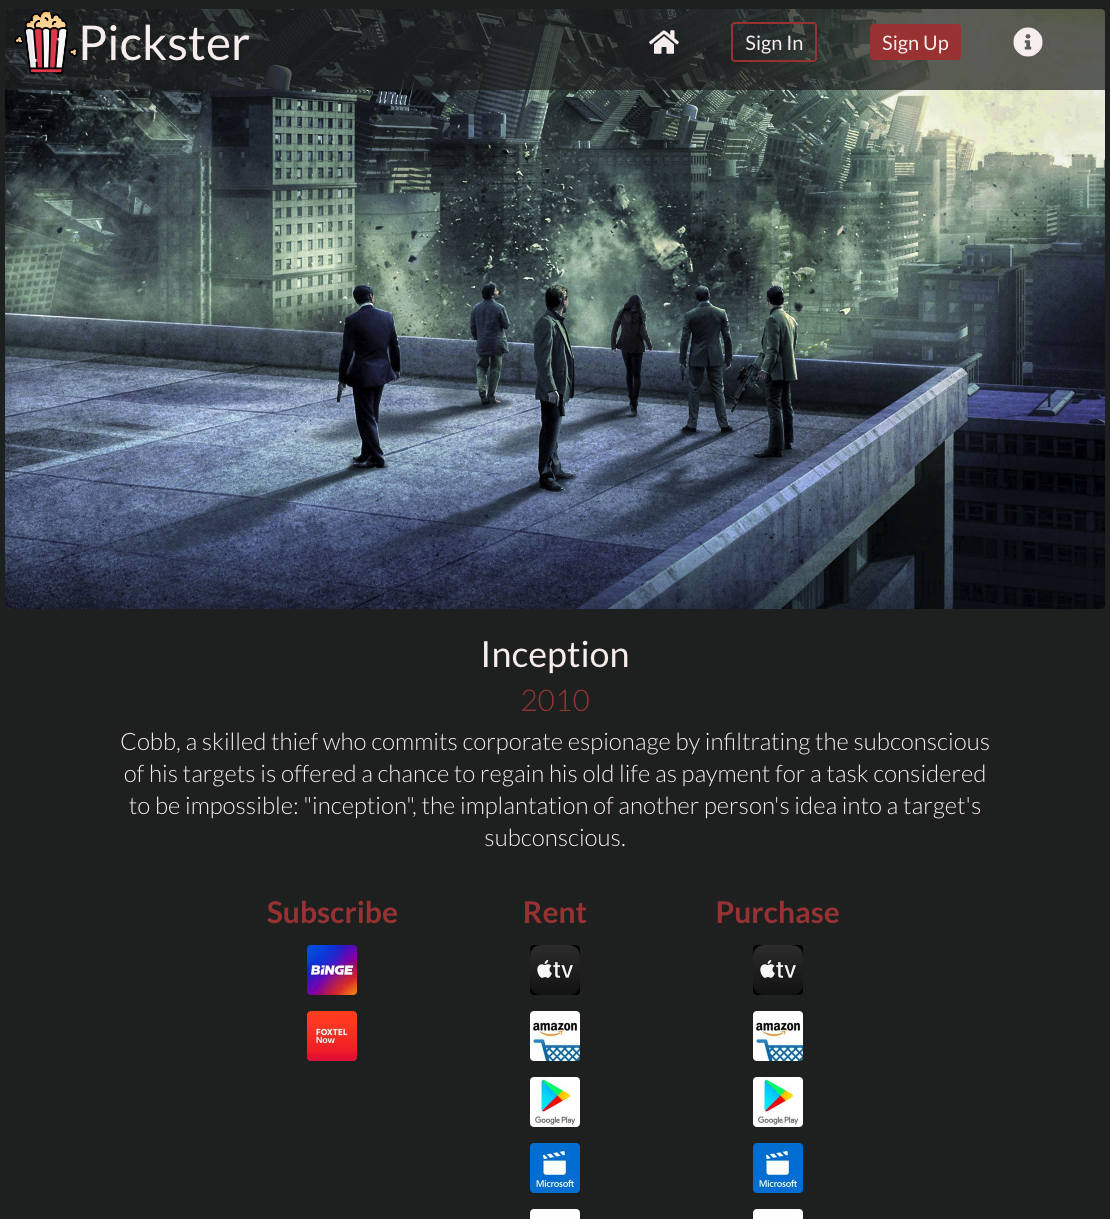 Pickster
Sign In
Sign Up
Inception
2010
Cobb, a skilled thief who commits corporate espionage by infiltrating the subconscious
of his targets is offered a chance to regain his old life as payment for a task considered
to be impossible: "inception", the implantation of another person's idea into a target's
subconscious.
Subscribe
Rent
Purchase
BINGE
tv
tv
FOXTEL
Now
amazon
amazon
Google Play
Google Play
Microsoft
Microsoft